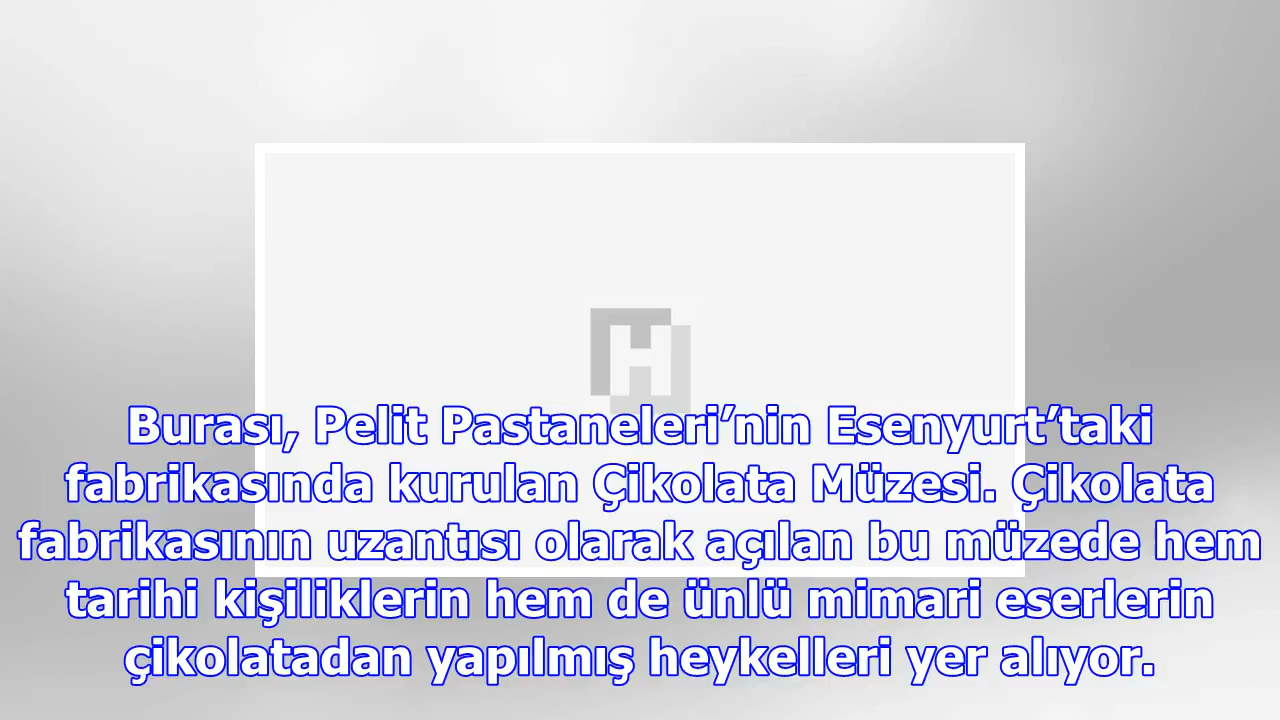 H
Burası, Pelit Pastaneleri’nin Esenyurt’taki
fabrikasında kurulan Çikolata Müzesi. Çikolata
fabrikasının uzantısı olarak açılan bu müzede hem
tarihi kişiliklerin hem de ünlü mimari eserlerin
çikolatadan yapılmış heykelleri yer alıyor.